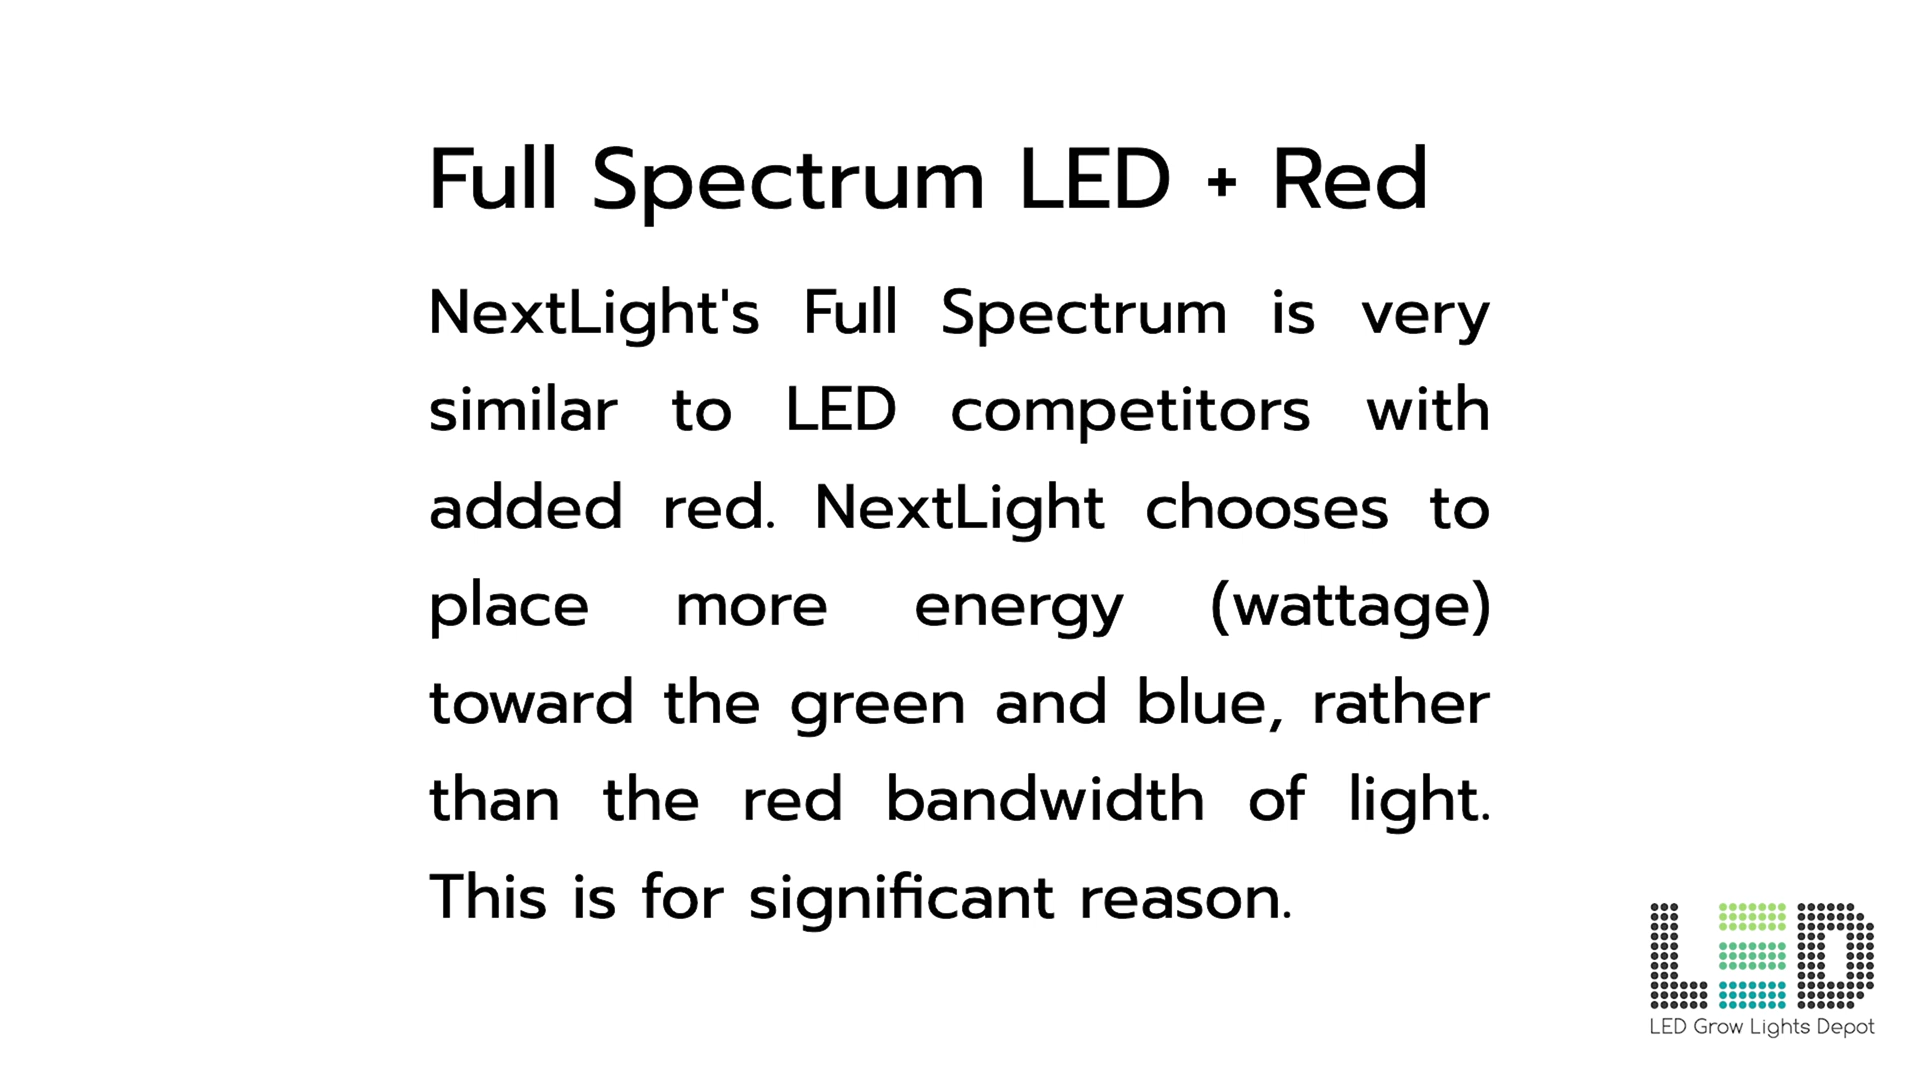 Full Spectrum LED + Red
NextLight's Full Spectrum is very
similar to LED competitors with
added red. NextLight chooses to
place more energy (wattage)
toward the green and blue, rather
than the red bandwidth of light.
This is for significant reason.
LED
LED Grow Lights Depot